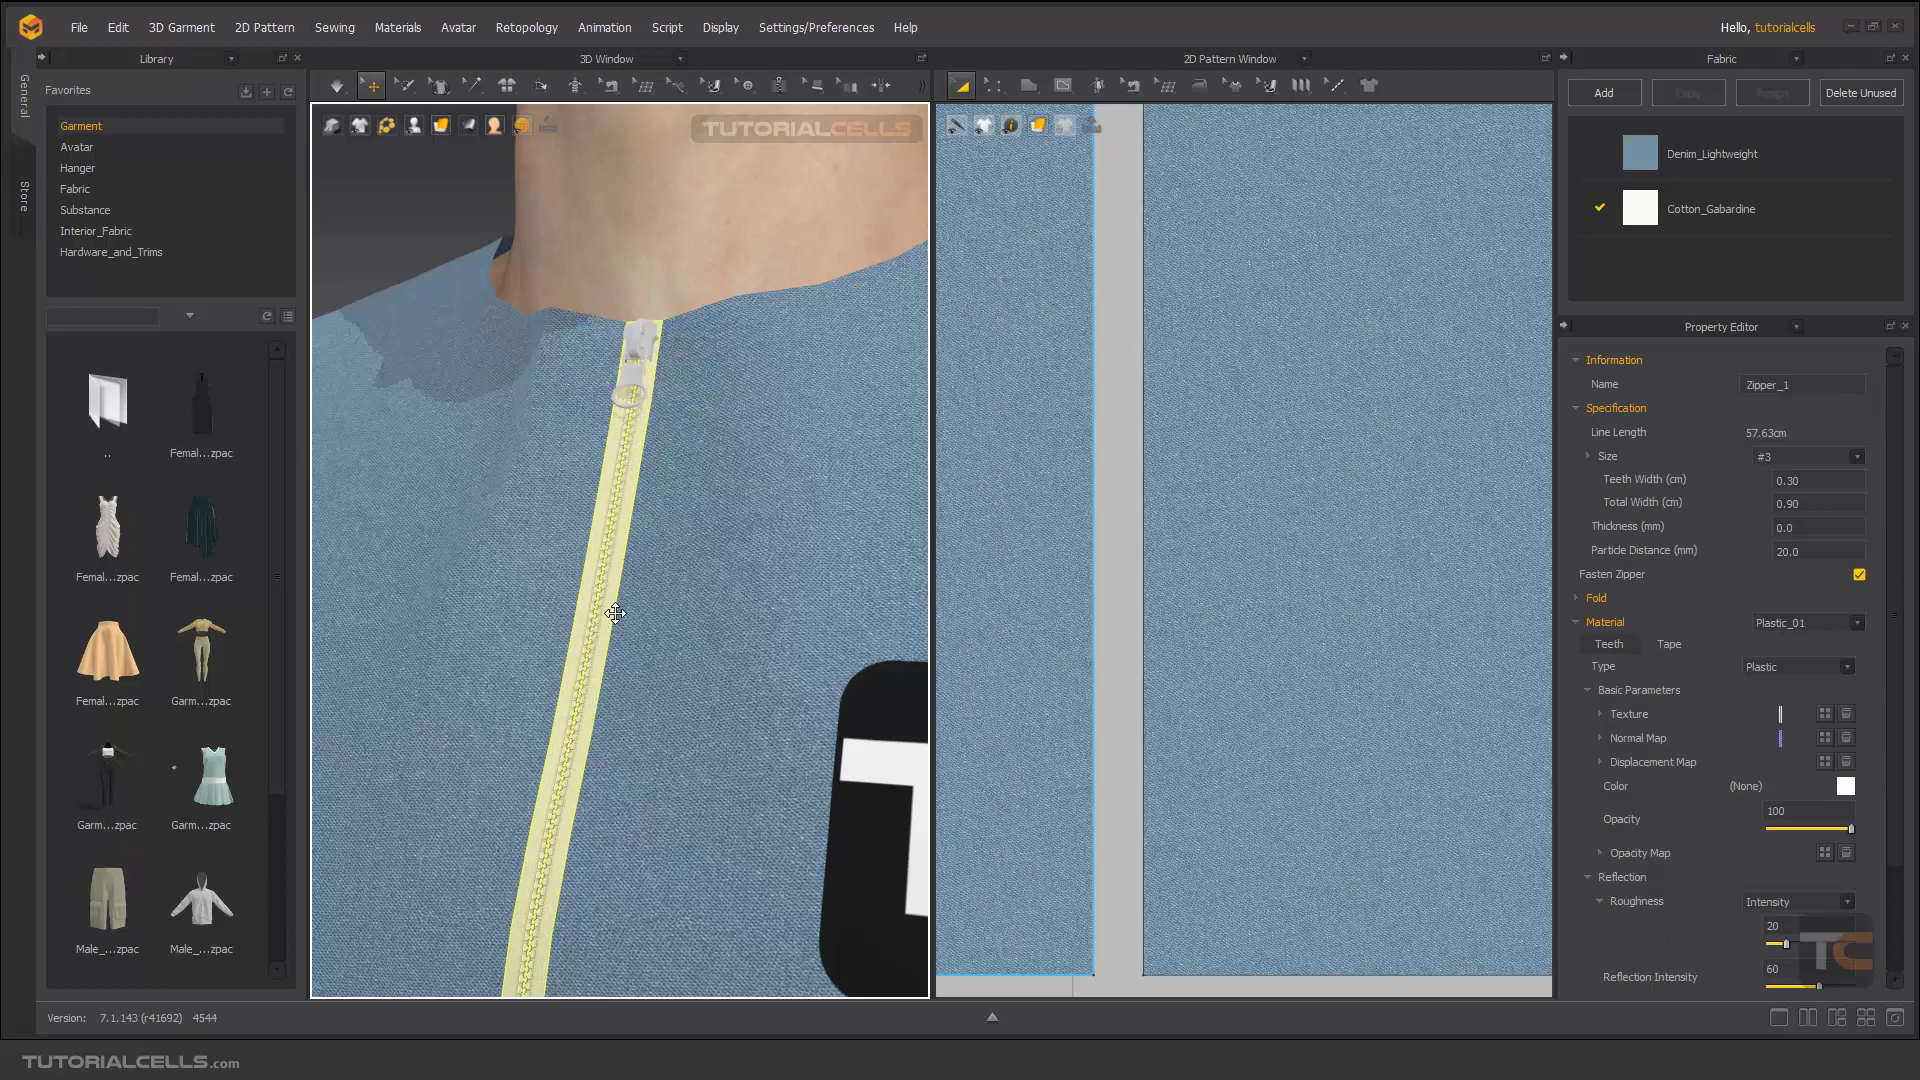 File Edit 3D Garment 2D Pattern Sewing Materials Avatar Retopology Animation Script Display Settings/Preferences Help
Hello, tutorialcells
Library
3D Window
2D Pattern Window
Fabric
General
Store
Favorites
Garment
Avatar
Hanger
Fabric
Substance
Interior_Fabric
Hardware_and_Trims
..
Femal...zpac
Femal...zpac
Femal...zpac
Femal...zpac
Garm...zpac
Garm...zpac
Garm...zpac
Male_...zpac
Male_...zpac
TUTORIALCELLS
T
Add Copy Assign Delete Unused
Denim_Lightweight
Cotton_Gabardine
Property Editor
Information
Name Zipper_1
Specification
Line Length 57.63cm
Size #3
Teeth Width (cm) 0.30
Total Width (cm) 0.90
Thickness (mm) 0.0
Particle Distance (mm) 20.0
Fasten Zipper
Fold
Material Plastic_01
Teeth Tape
Type Plastic
Basic Parameters
Texture
Normal Map
Displacement Map
Color (None)
Opacity 100
Opacity Map
Reflection
Roughness Intensity
20
Reflection Intensity 60
TC
Version: 7.1.143 (r41692) 4544
TUTORIALCELLS.com